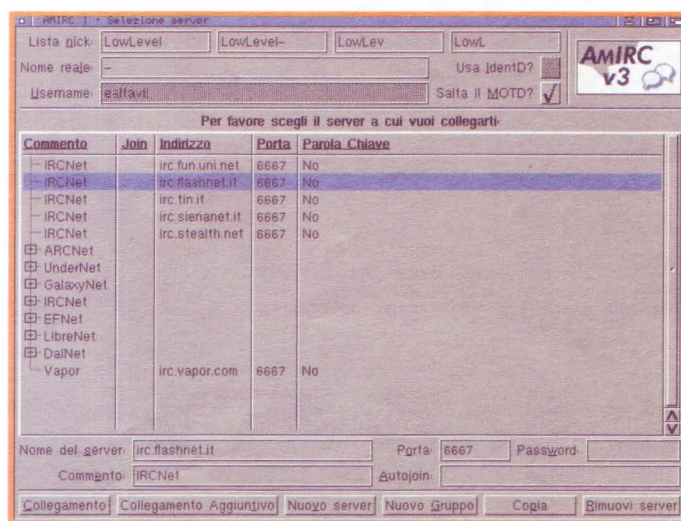 AMIRC 1 · Selezione server
Lista nick: LowLevel LowLevel- LowLev LowL
Nome reale: - Usa IdentD?
Username: ealtavil Salta il MOTD?
AmIRC v3
Per favore scegli il server a cui vuoi collegarti:
Commento Join Indirizzo Porta Parola Chiave
IRCNet irc.fun.uni.net 6667 No
IRCNet irc.flashnet.it 6667 No
IRCNet irc.tin.it 6667 No
IRCNet irc.sienanet.it 6667 No
IRCNet irc.stealth.net 6667 No
ARCNet
UnderNet
GalaxyNet
IRCNet
EFNet
LibreNet
DalNet
Vapor irc.vapor.com 6667 No
Nome del server: irc.flashnet.it Porta: 6667 Password:
Commento: IRCNet Autojoin:
Collegamento Collegamento Aggiuntivo Nuovo server Nuovo Gruppo Copia Rimuovi server